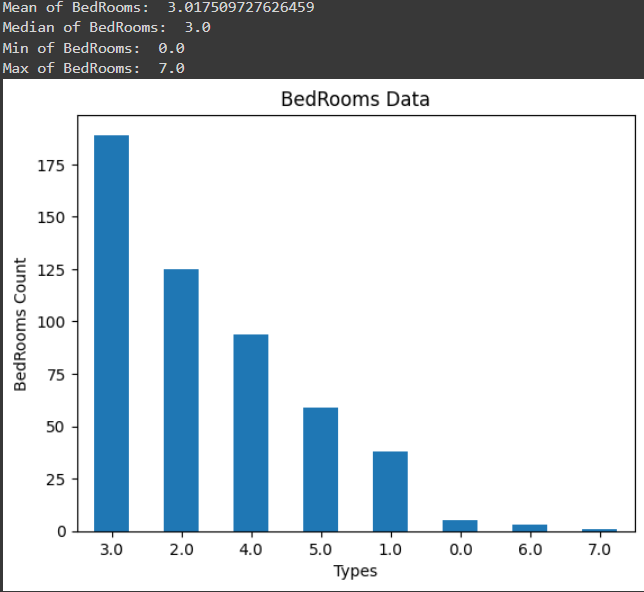 Mean of BedRooms:  3.017509727626459
Median of BedRooms:  3.0
Min of BedRooms:  0.0
Max of BedRooms:  7.0
BedRooms Data
BedRooms Count
175
150
125
100
75
50
25
0
3.0 2.0 4.0 5.0 1.0 0.0 6.0 7.0
Types